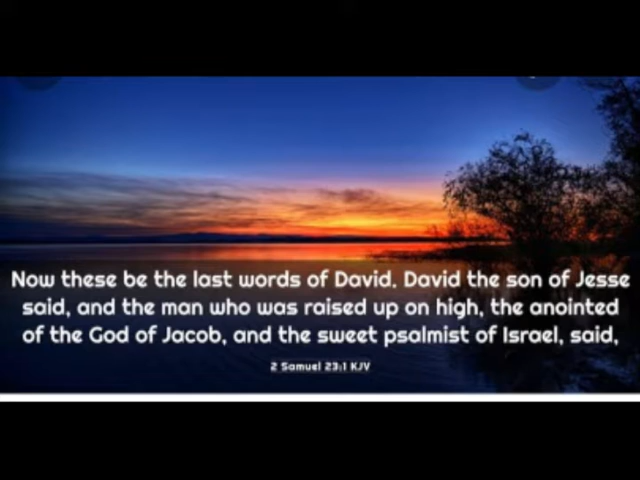 Now these be the last words of David. David the son of Jesse
said, and the man who was raised up on high, the anointed
of the God of Jacob, and the sweet psalmist of Israel, said,
2 Samuel 23:1 KJV